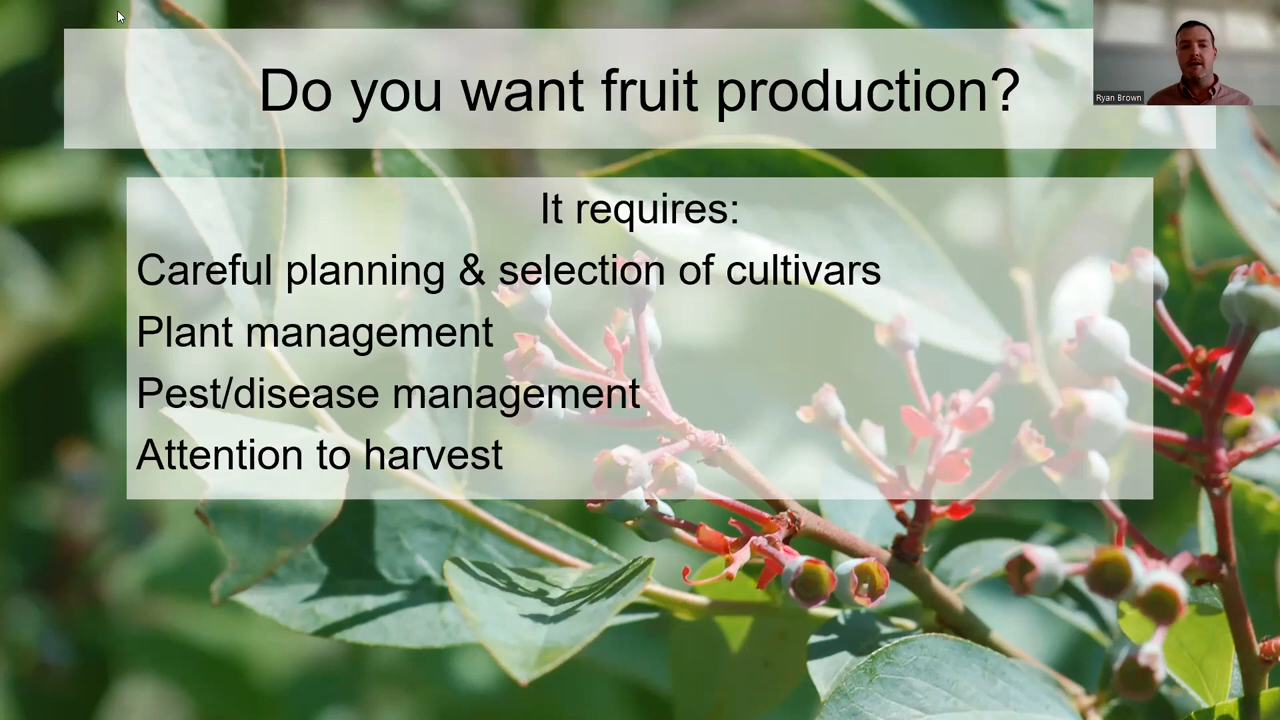 Do you want fruit production?
Ryan Brown
It requires:
Careful planning & selection of cultivars
Plant management
Pest/disease management
Attention to harvest